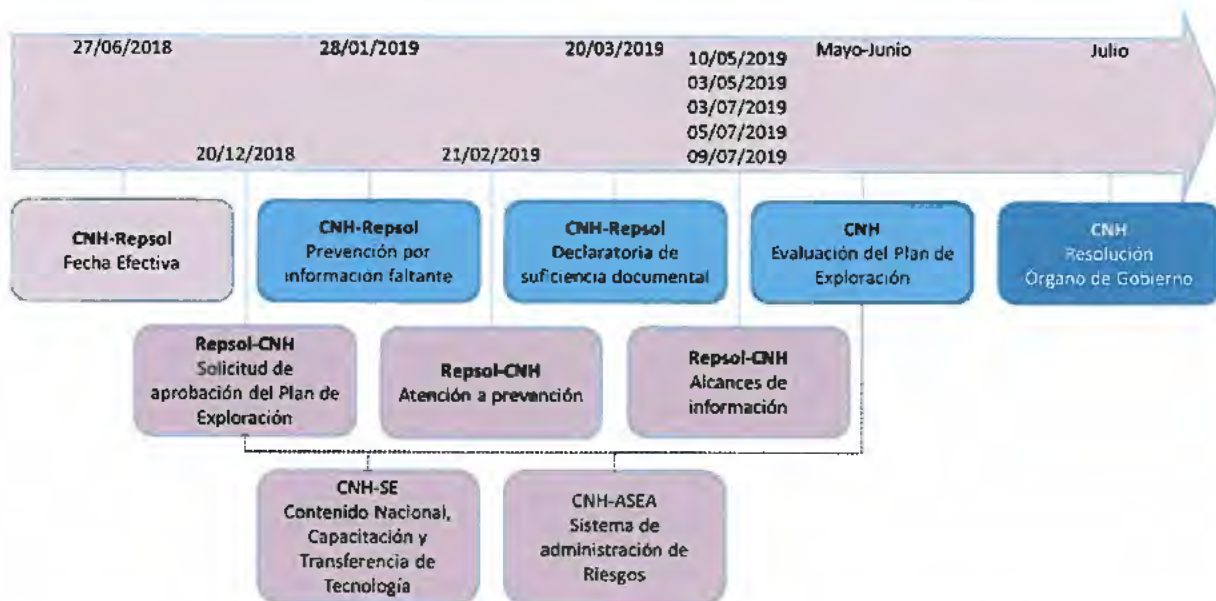 27/06/2018
28/01/2019
20/03/2019
10/05/2019
03/05/2019
03/07/2019
05/07/2019
09/07/2019
Mayo-Junio
Julio
20/12/2018
21/02/2019
CNH-Repsol
Fecha Efectiva
CNH-Repsol
Prevención por
información faltante
CNH-Repsol
Declaratoria de
suficiencia documental
CNH
Evaluación del Plan de
Exploración
CNH
Resolución
Órgano de Gobierno
Repsol-CNH
Solicitud de
aprobación del Plan de
Exploración
Repsol-CNH
Atención a prevención
Repsol-CNH
Alcances de
información
CNH-SE
Contenido Nacional,
Capacitación y
Transferencia de
Tecnología
CNH-ASEA
Sistema de
administración de
Riesgos